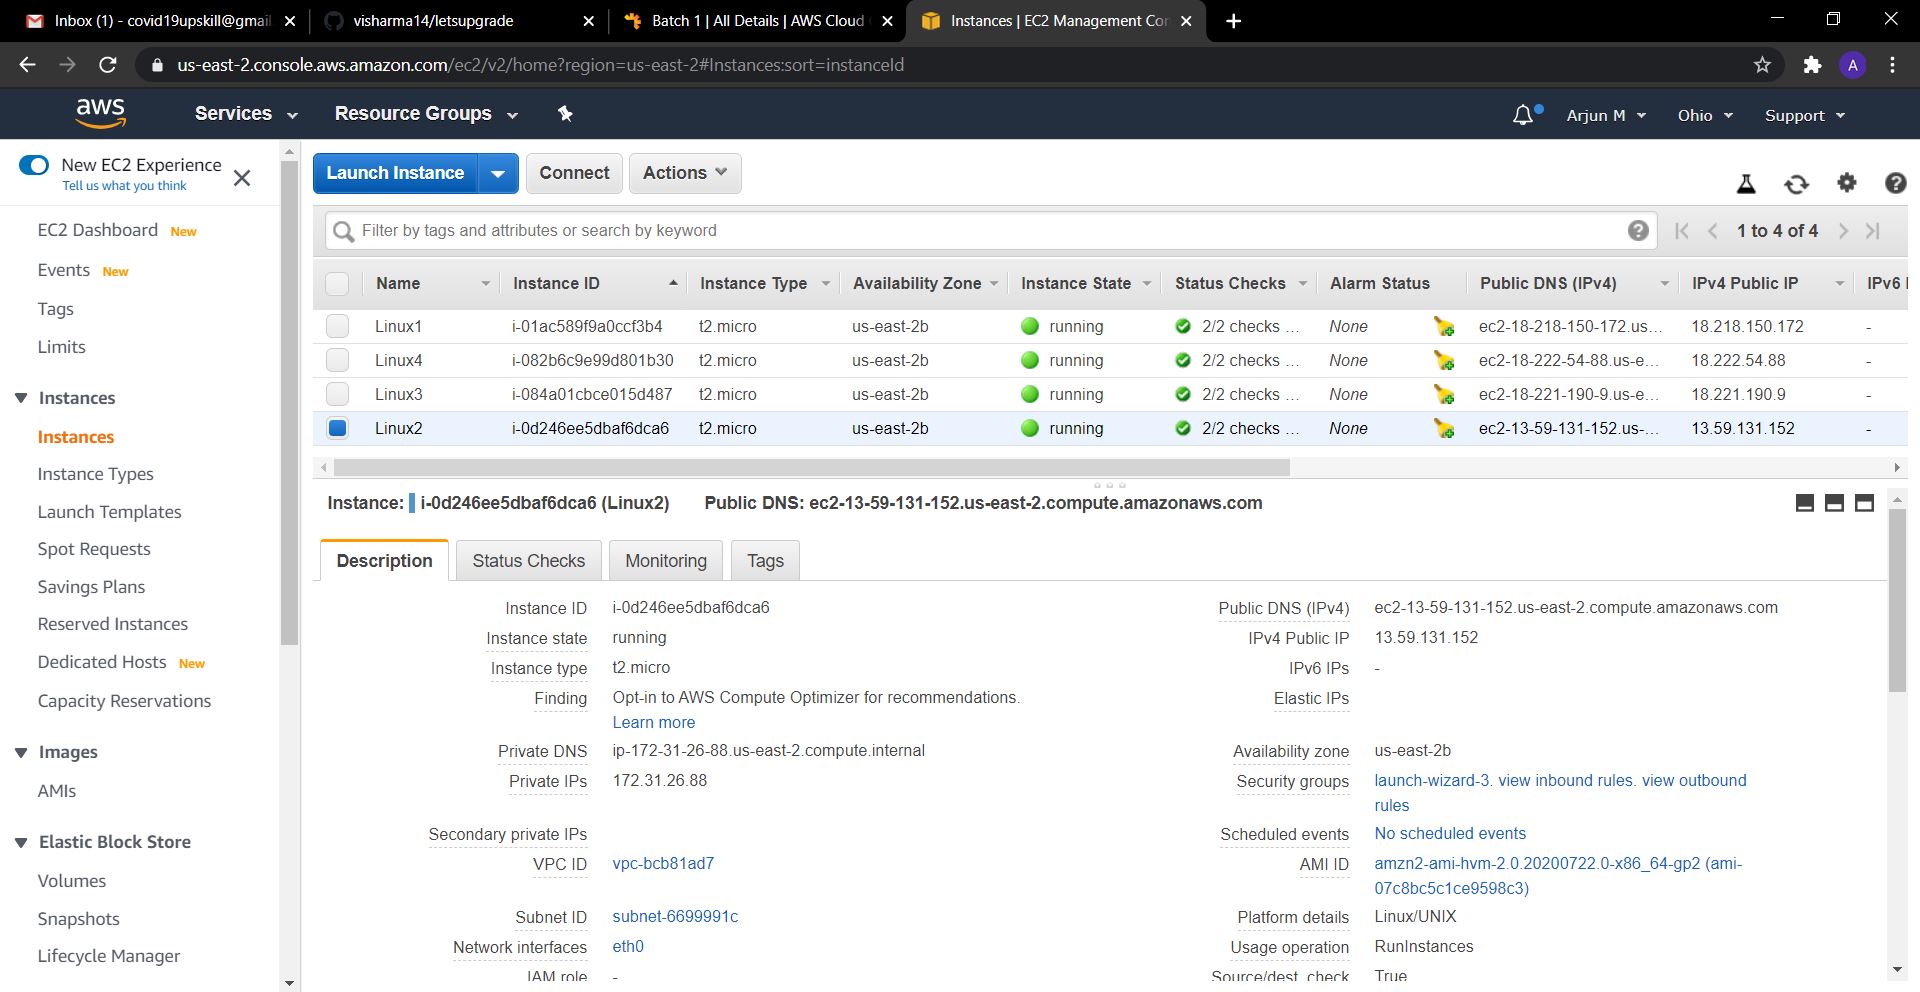 Inbox (1) - covid19upskill@gmail
visharma14/letsupgrade
Batch 1 | All Details | AWS Cloud
Instances | EC2 Management Con
us-east-2.console.aws.amazon.com/ec2/v2/home?region=us-east-2#Instances:sort=instanceId
A
aws
Services
Resource Groups
Arjun M
Ohio
Support
New EC2 Experience
Tell us what you think
EC2 Dashboard New
Events New
Tags
Limits
Instances
Instances
Instance Types
Launch Templates
Spot Requests
Savings Plans
Reserved Instances
Dedicated Hosts New
Capacity Reservations
Images
AMIs
Elastic Block Store
Volumes
Snapshots
Lifecycle Manager
Launch Instance
Connect
Actions
Filter by tags and attributes or search by keyword
1 to 4 of 4
Name Instance ID Instance Type Availability Zone Instance State Status Checks Alarm Status Public DNS (IPv4) IPv4 Public IP IPv6 I
Linux1 i-01ac589f9a0ccf3b4 t2.micro us-east-2b running 2/2 checks ... None ec2-18-218-150-172.us... 18.218.150.172 -
Linux4 i-082b6c9e99d801b30 t2.micro us-east-2b running 2/2 checks ... None ec2-18-222-54-88.us-e... 18.222.54.88 -
Linux3 i-084a01cbce015d487 t2.micro us-east-2b running 2/2 checks ... None ec2-18-221-190-9.us-e... 18.221.190.9 -
Linux2 i-0d246ee5dbaf6dca6 t2.micro us-east-2b running 2/2 checks ... None ec2-13-59-131-152.us-... 13.59.131.152 -
Instance: i-0d246ee5dbaf6dca6 (Linux2) Public DNS: ec2-13-59-131-152.us-east-2.compute.amazonaws.com
Description Status Checks Monitoring Tags
Instance ID i-0d246ee5dbaf6dca6
Instance state running
Instance type t2.micro
Finding Opt-in to AWS Compute Optimizer for recommendations.
Learn more
Private DNS ip-172-31-26-88.us-east-2.compute.internal
Private IPs 172.31.26.88
Secondary private IPs
VPC ID vpc-bcb81ad7
Subnet ID subnet-6699991c
Network interfaces eth0
IAM role -
Public DNS (IPv4) ec2-13-59-131-152.us-east-2.compute.amazonaws.com
IPv4 Public IP 13.59.131.152
IPv6 IPs -
Elastic IPs
Availability zone us-east-2b
Security groups launch-wizard-3. view inbound rules. view outbound
rules
Scheduled events No scheduled events
AMI ID amzn2-ami-hvm-2.0.20200722.0-x86_64-gp2 (ami-
07c8bc5c1ce9598c3)
Platform details Linux/UNIX
Usage operation RunInstances
Source/dest. check True